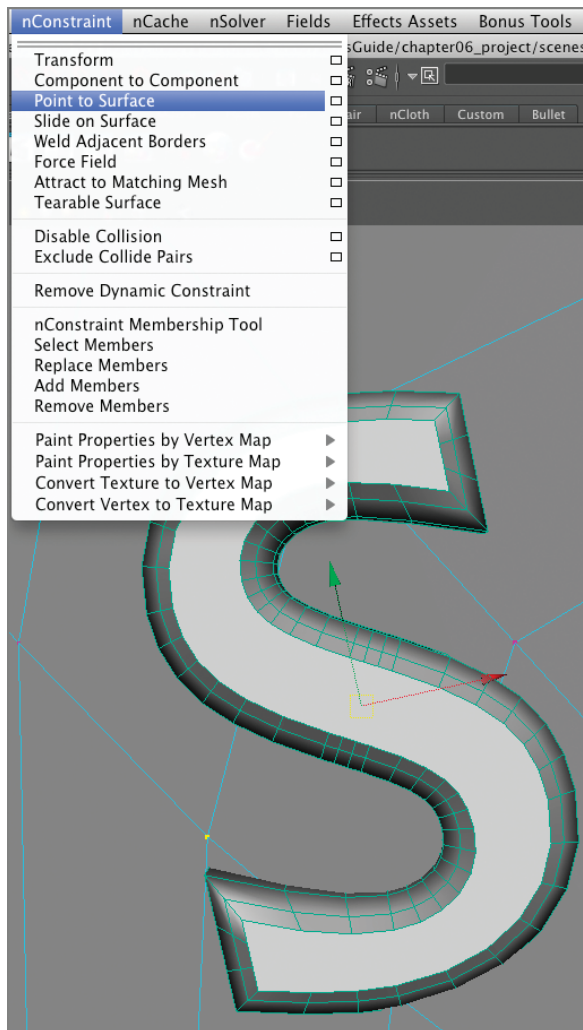 nConstraint nCache nSolver Fields Effects Assets Bonus Tools
sGuide/chapter06_project/scenes
Transform
Component to Component
Point to Surface
Slide on Surface
Weld Adjacent Borders
Force Field
Attract to Matching Mesh
Tearable Surface
Disable Collision
Exclude Collide Pairs
Remove Dynamic Constraint
nConstraint Membership Tool
Select Members
Replace Members
Add Members
Remove Members
Paint Properties by Vertex Map
Paint Properties by Texture Map
Convert Texture to Vertex Map
Convert Vertex to Texture Map
air nCloth Custom Bullet
S